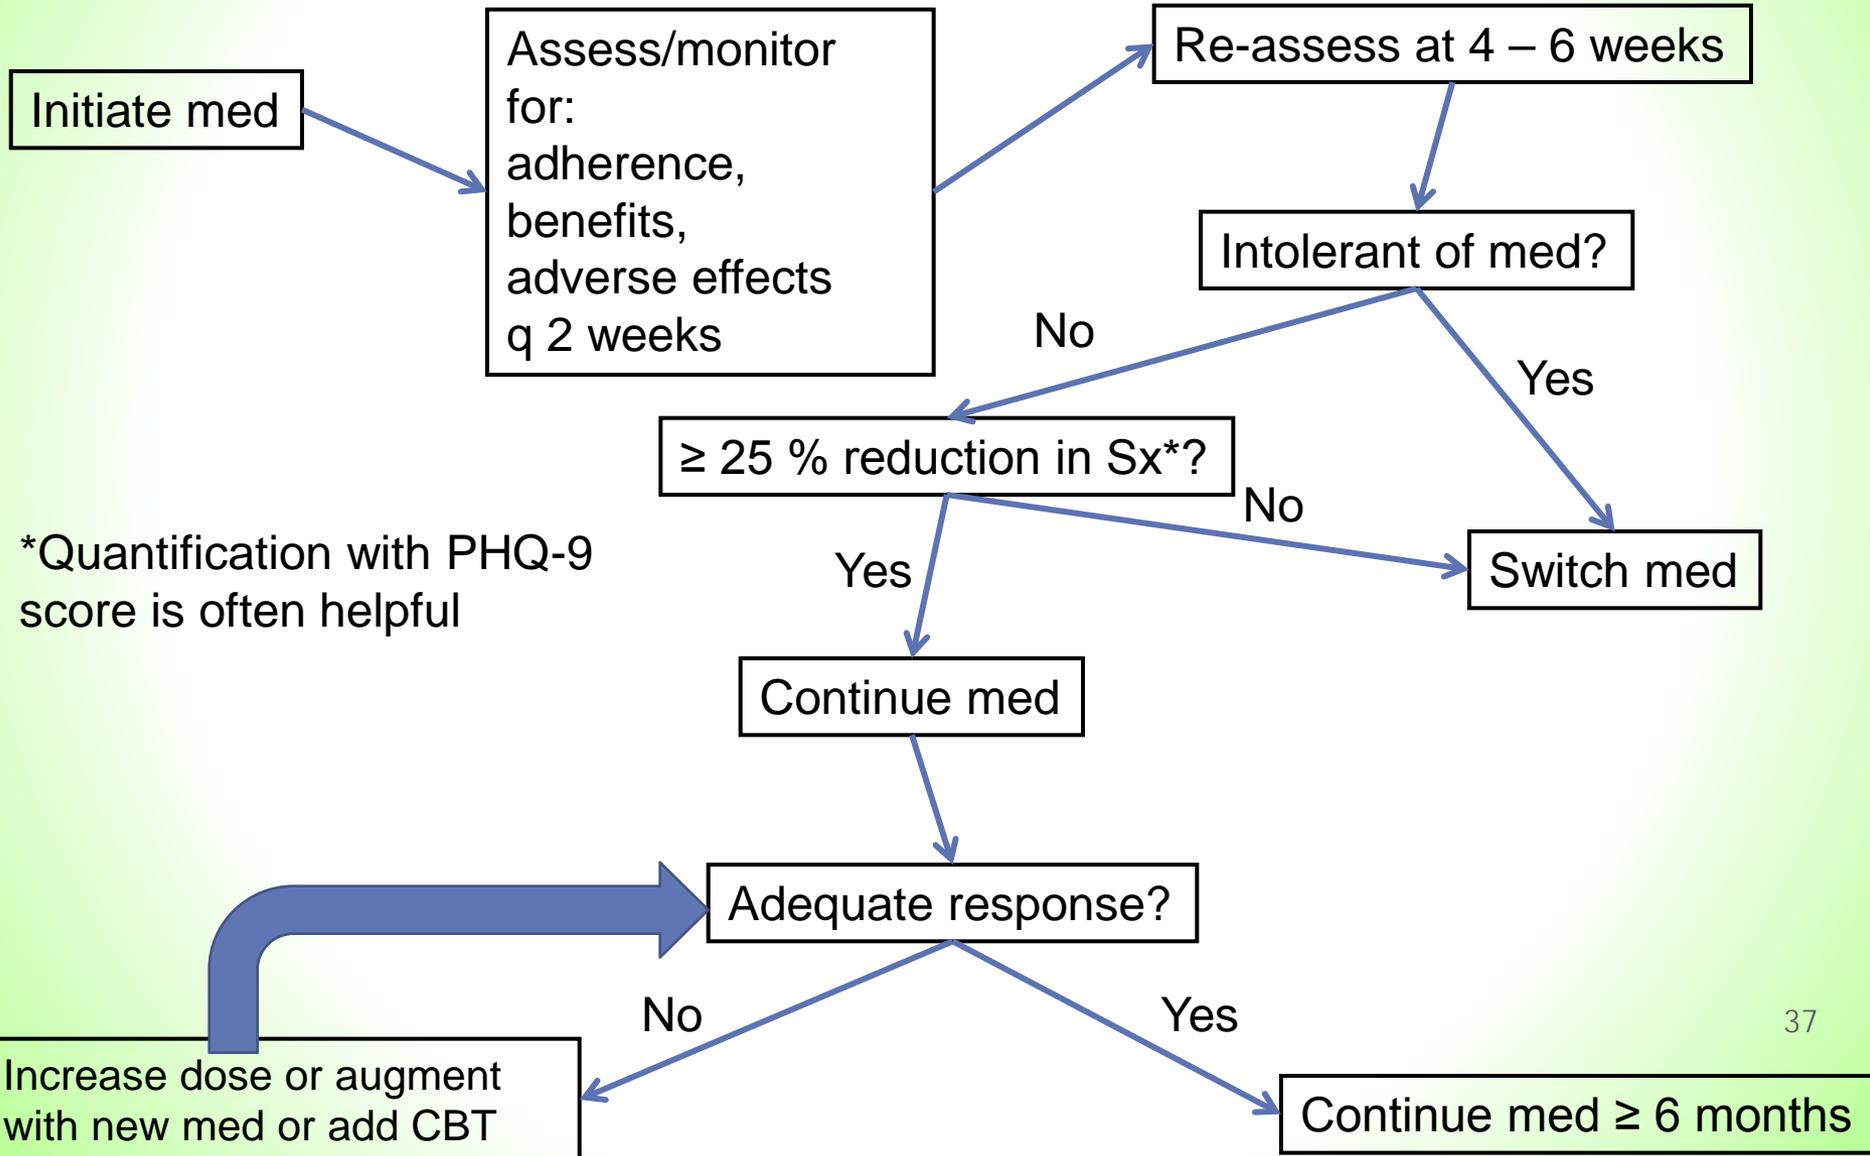 Initiate med
Assess/monitor
for:
adherence,
benefits,
adverse effects
q 2 weeks
Re-assess at 4 – 6 weeks
Intolerant of med?
No
Yes
≥ 25 % reduction in Sx*?
No
Yes
Switch med
*Quantification with PHQ-9
score is often helpful
Continue med
Adequate response?
No
Yes
37
Increase dose or augment
with new med or add CBT
Continue med ≥ 6 months